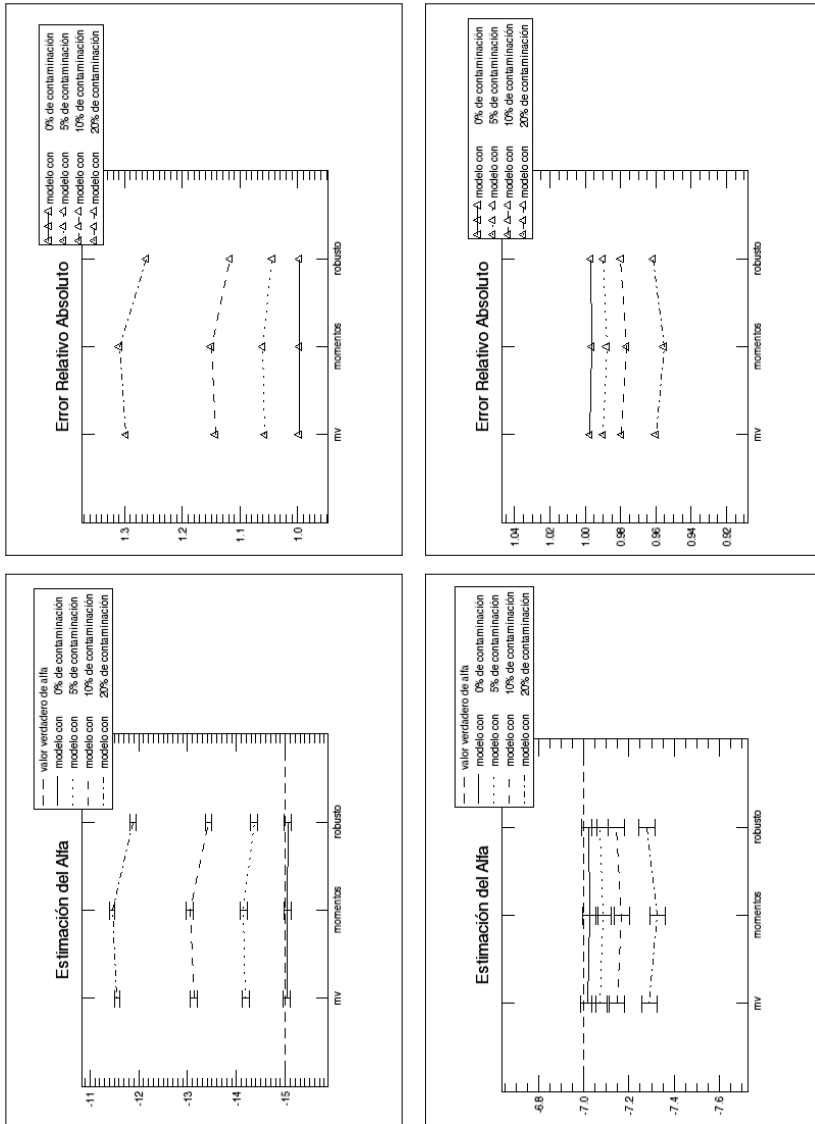 Estimación del Alfa
valor verdadero de alfa
modelo con 0% de contaminación
modelo con 5% de contaminación
modelo con 10% de contaminación
modelo con 20% de contaminación
-11
-12
-13
-14
-15
mv momentos robusto
Error Relativo Absoluto
modelo con 0% de contaminación
modelo con 5% de contaminación
modelo con 10% de contaminación
modelo con 20% de contaminación
1.3
1.2
1.1
1.0
mv momentos robusto
Estimación del Alfa
valor verdadero de alfa
modelo con 0% de contaminación
modelo con 5% de contaminación
modelo con 10% de contaminación
modelo con 20% de contaminación
-6.8
-7.0
-7.2
-7.4
-7.6
mv momentos robusto
Error Relativo Absoluto
modelo con 0% de contaminación
modelo con 5% de contaminación
modelo con 10% de contaminación
modelo con 20% de contaminación
1.04
1.02
1.00
0.98
0.96
0.94
0.92
mv momentos robusto